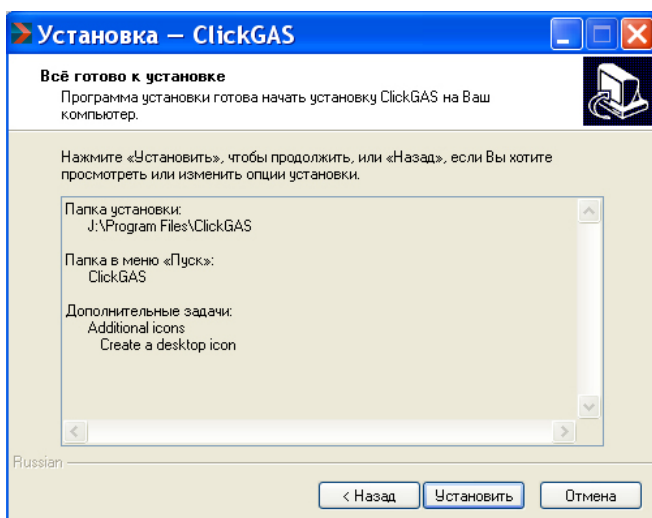 Установка — ClickGAS
Всё готово к установке
Программа установки готова начать установку ClickGAS на Ваш
компьютер.
Нажмите «Установить», чтобы продолжить, или «Назад», если Вы хотите
просмотреть или изменить опции установки.
Папка установки:
J:\Program Files\ClickGAS
Папка в меню «Пуск»:
ClickGAS
Дополнительные задачи:
Additional icons
Create a desktop icon
Russian
< Назад
Установить
Отмена